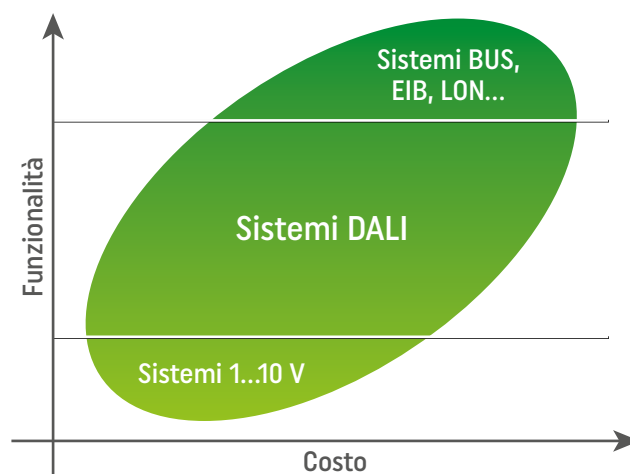 Sistemi BUS,
EIB, LON...
Funzionalità
Sistemi DALI
Sistemi 1...10 V
Costo